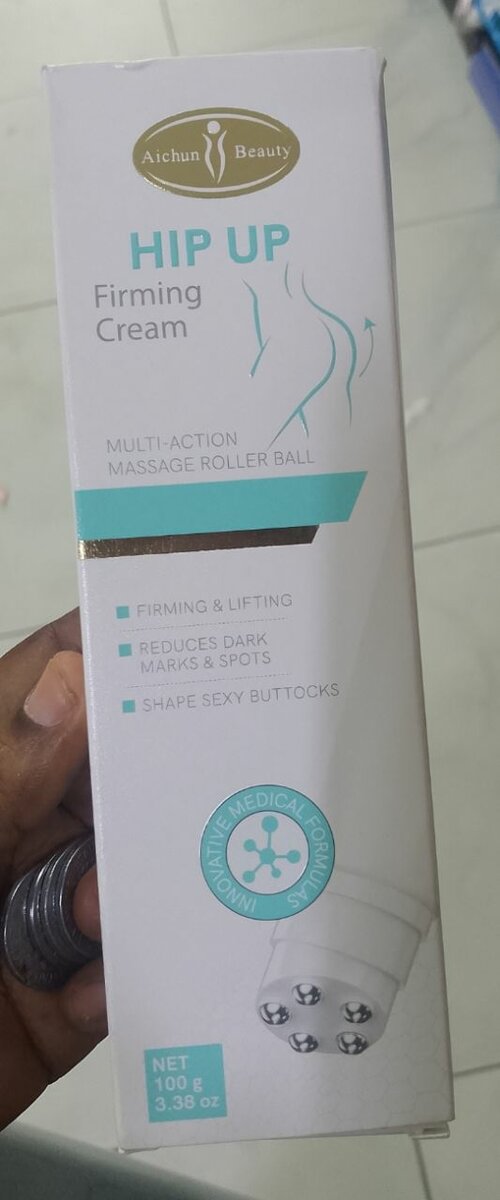 Aichun Beauty
HIP UP
Firming
Cream
MULTI-ACTION
MASSAGE ROLLER BALL
FIRMING & LIFTING
REDUCES DARK
MARKS & SPOTS
SHAPE SEXY BUTTOCKS
INNOVATIVE MEDICAL FORMULAS
NET
100 g
3.38 oz